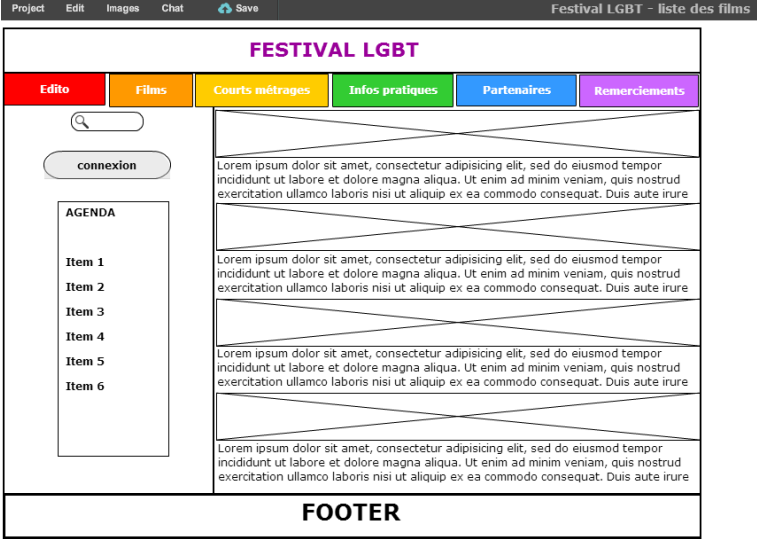 Project Edit Images Chat Save Festival LGBT - liste des films
FESTIVAL LGBT
Edito Films Courts métrages Infos pratiques Partenaires Remerciements
connexion
AGENDA
Item 1
Item 2
Item 3
Item 4
Item 5
Item 6
Lorem ipsum dolor sit amet, consectetur adipisicing elit, sed do eiusmod tempor
incididunt ut labore et dolore magna aliqua. Ut enim ad minim veniam, quis nostrud
exercitation ullamco laboris nisi ut aliquip ex ea commodo consequat. Duis aute irure
Lorem ipsum dolor sit amet, consectetur adipisicing elit, sed do eiusmod tempor
incididunt ut labore et dolore magna aliqua. Ut enim ad minim veniam, quis nostrud
exercitation ullamco laboris nisi ut aliquip ex ea commodo consequat. Duis aute irure
Lorem ipsum dolor sit amet, consectetur adipisicing elit, sed do eiusmod tempor
incididunt ut labore et dolore magna aliqua. Ut enim ad minim veniam, quis nostrud
exercitation ullamco laboris nisi ut aliquip ex ea commodo consequat. Duis aute irure
Lorem ipsum dolor sit amet, consectetur adipisicing elit, sed do eiusmod tempor
incididunt ut labore et dolore magna aliqua. Ut enim ad minim veniam, quis nostrud
exercitation ullamco laboris nisi ut aliquip ex ea commodo consequat. Duis aute irure
FOOTER